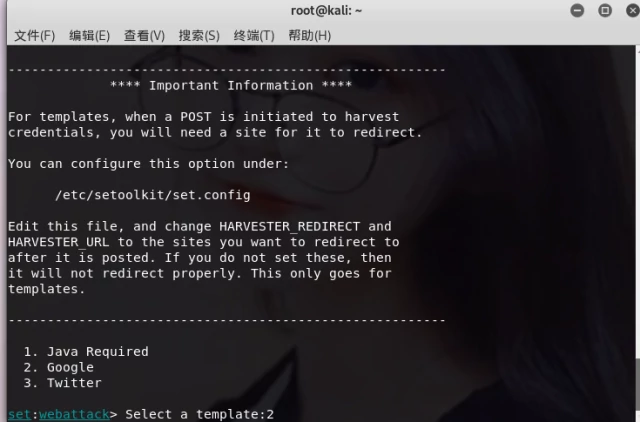 root@kali: ~
文件(F) 编辑(E) 查看(V) 搜索(S) 终端(T) 帮助(H)
--------------------------------------------------------
**** Important Information ****
For templates, when a POST is initiated to harvest
credentials, you will need a site for it to redirect.
You can configure this option under:
/etc/setoolkit/set.config
Edit this file, and change HARVESTER_REDIRECT and
HARVESTER_URL to the sites you want to redirect to
after it is posted. If you do not set these, then
it will not redirect properly. This only goes for
templates.
--------------------------------------------------------
1. Java Required
2. Google
3. Twitter
set:webattack> Select a template:2